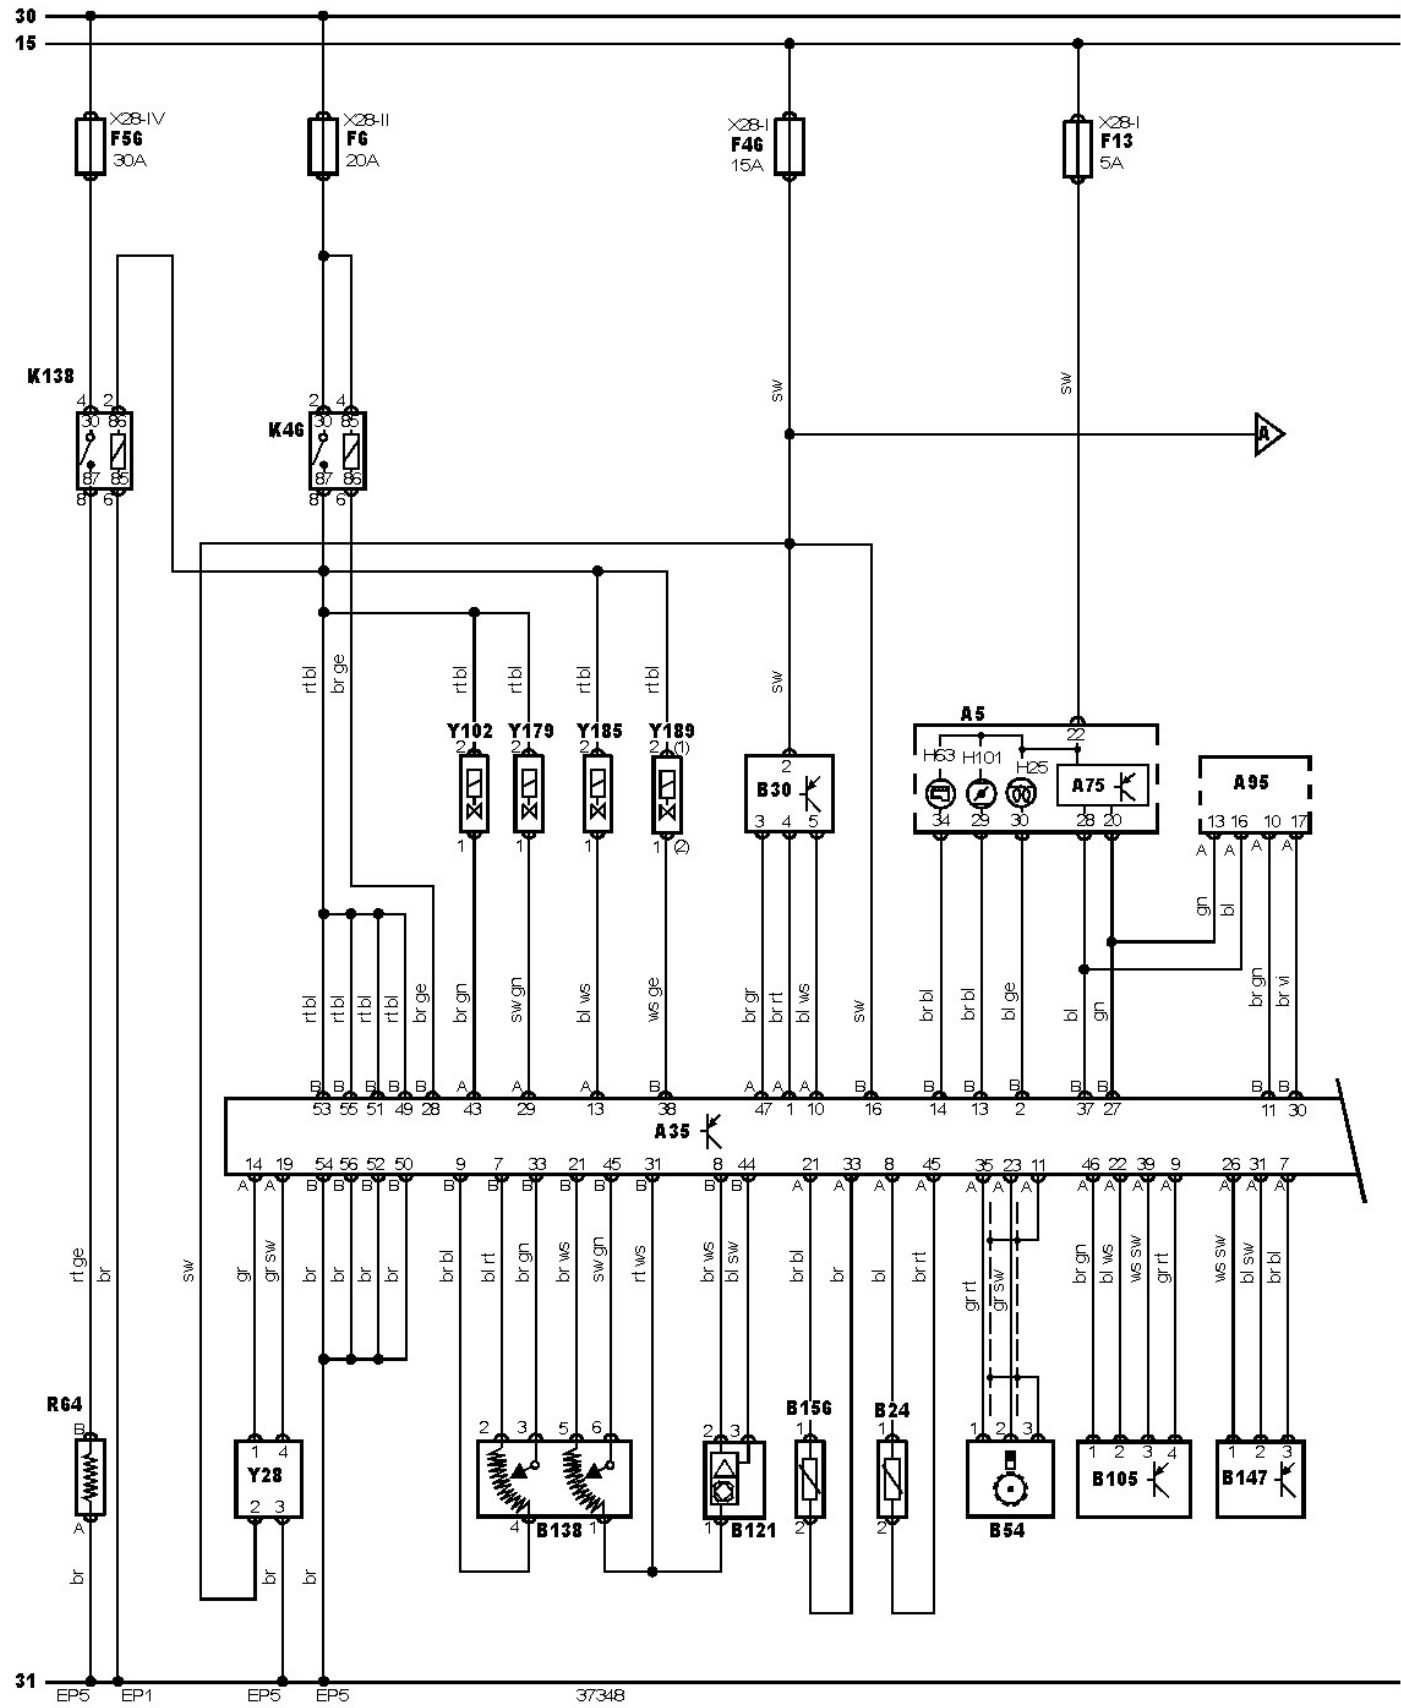 30
15
X28-IV
F56
30A
X28-II
F6
20A
X28-I
F46
15A
X28-I
F13
5A
sw
sw
K138
4 2
30 86
87 85
8 6
K46
2 4
30 85
87 86
8 6
A
rt bl
br ge
rt bl
rt bl
rt bl
rt bl
sw
Y102
Y179
Y185
Y189
2 2 2 2 (1)
1 1 1 1 (2)
2
B30
3 4 5
A5
22
H63 H101 H25
A75
34 29 30 28 20
A95
13 16 10 17
A A A A
gn
bl
rt bl
rt bl
rt bl
rt bl
br ge
br gn
sw gn
bl ws
ws ge
br gr
br rt
bl ws
sw
br bl
br bl
bl ge
bl
gn
br gn
br vi
B B B B B A A A B A A A B B B B B B B B
53 55 51 49 28 43 29 13 38 47 1 10 16 14 13 2 37 27 11 30
A35
14 19 54 56 52 50 9 7 33 21 45 31 8 44 21 33 8 45 35 23 11 46 22 39 9 26 31 7
A A B B B B B B B B B B B B A A A A A A A A A A A A A A
rt ge
br
sw
gr
gr sw
br
br
br
br
br bl
bl rt
br gn
br ws
sw gn
rt ws
br ws
bl sw
br bl
br
bl
br rt
gr rt
gr sw
br gn
bl ws
ws sw
gr rt
ws sw
bl sw
br bl
R64
B
A
1 4
Y28
2 3
2 3 5 6
4 B138 1
2 3
1 B121
B156
1
2
B24
1
2
1 2 3
B54
1 2 3 4
B105
1 2 3
B147
br
br
br
31
EP5 EP1 EP5 EP5 37348